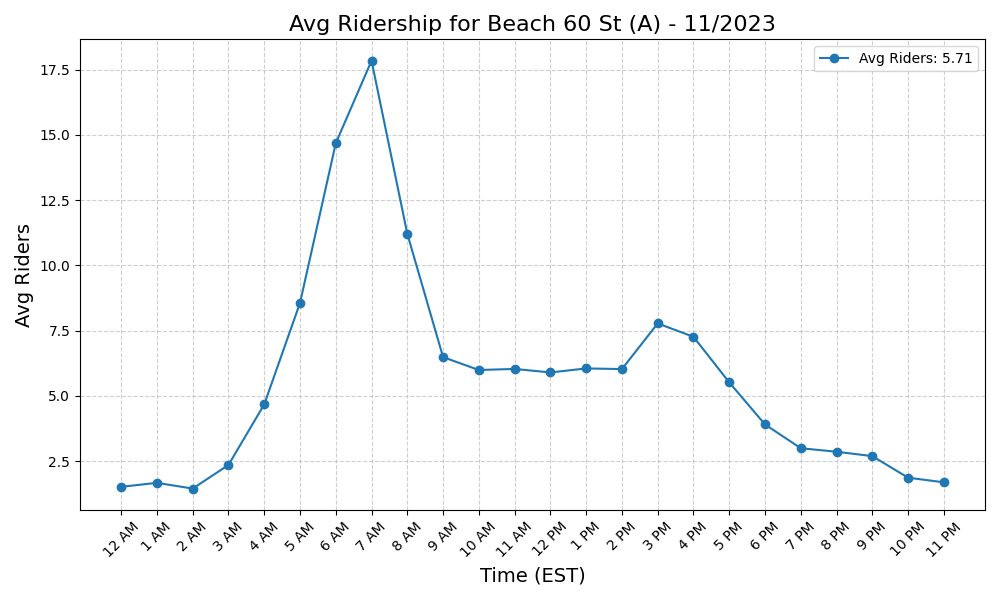 Avg Ridership for Beach 60 St (A) - 11/2023
Avg Riders: 5.71
Avg Riders
17.5
15.0
12.5
10.0
7.5
5.0
2.5
12 AM
1 AM
2 AM
3 AM
4 AM
5 AM
6 AM
7 AM
8 AM
9 AM
10 AM
11 AM
12 PM
1 PM
2 PM
3 PM
4 PM
5 PM
6 PM
7 PM
8 PM
9 PM
10 PM
11 PM
Time (EST)